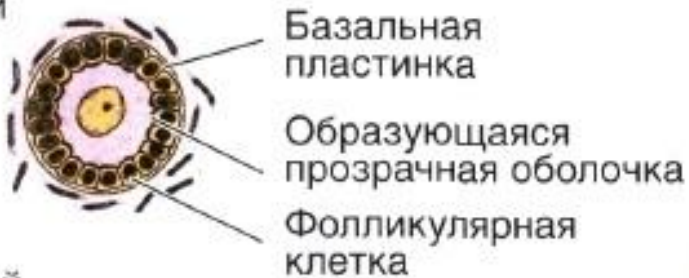 Базальная
пластинка
Образующаяся
прозрачная оболочка
Фолликулярная
клетка